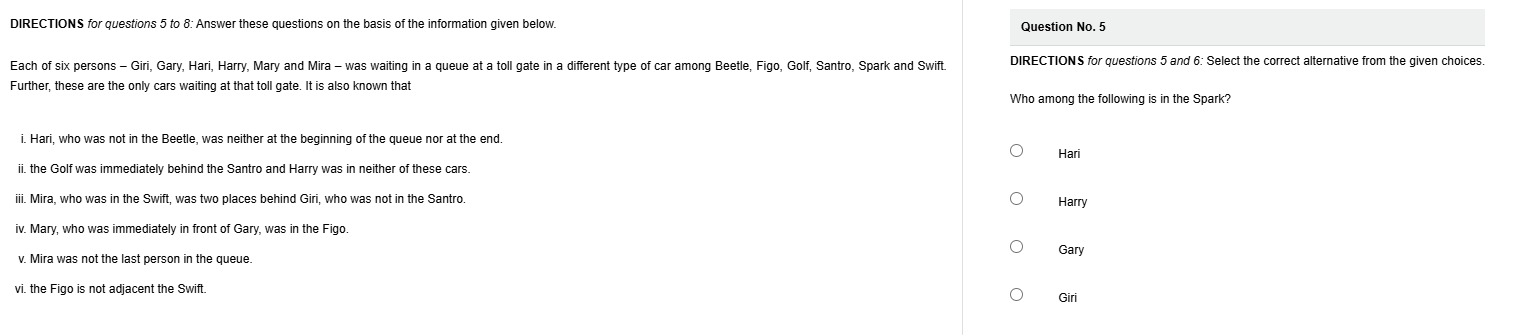 DIRECTIONS for questions 5 to 8: Answer these questions on the basis of the information given below.
Each of six persons – Giri, Gary, Hari, Harry, Mary and Mira – was waiting in a queue at a toll gate in a different type of car among Beetle, Figo, Golf, Santro, Spark and Swift.
Further, these are the only cars waiting at that toll gate. It is also known that
i. Hari, who was not in the Beetle, was neither at the beginning of the queue nor at the end.
ii. the Golf was immediately behind the Santro and Harry was in neither of these cars.
iii. Mira, who was in the Swift, was two places behind Giri, who was not in the Santro.
iv. Mary, who was immediately in front of Gary, was in the Figo.
v. Mira was not the last person in the queue.
vi. the Figo is not adjacent the Swift.
Question No. 5
DIRECTIONS for questions 5 and 6: Select the correct alternative from the given choices.
Who among the following is in the Spark?
Hari
Harry
Gary
Giri